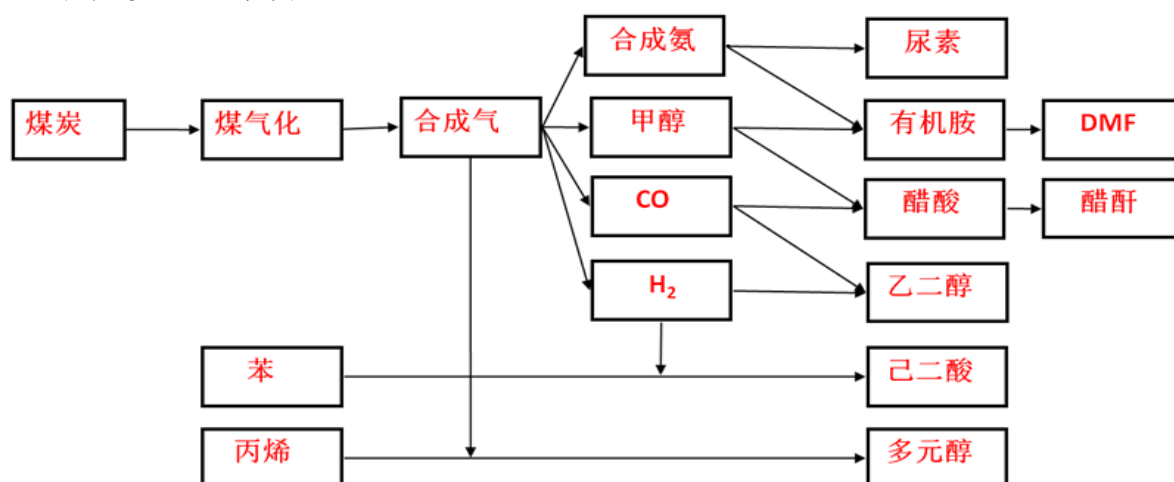 合成氨
尿素
煤炭
煤气化
合成气
甲醇
有机胺
DMF
CO
醋酸
醋酐
H₂
乙二醇
苯
己二酸
丙烯
多元醇